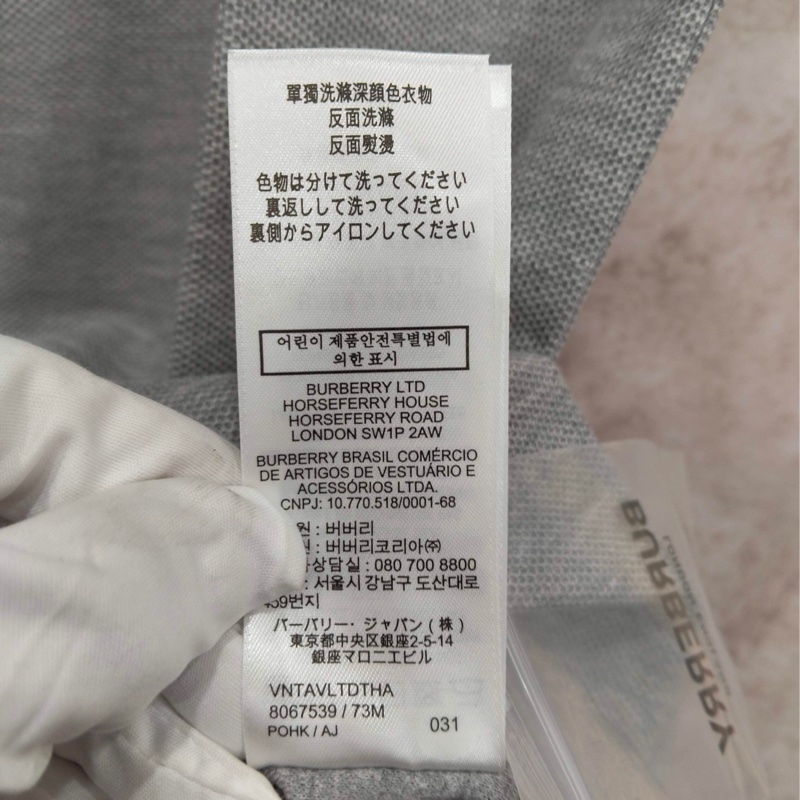 單獨洗滌深顏色衣物
反面洗滌
反面熨燙
色物は分けて洗ってください
裏返しして洗ってください
裏側からアイロンしてください
어린이 제품안전특별법에
의한 표시
BURBERRY LTD
HORSEFERRY HOUSE
HORSEFERRY ROAD
LONDON SW1P 2AW
BURBERRY BRASIL COMÉRCIO
DE ARTIGOS DE VESTUÁRIO E
ACESSÓRIOS LTDA.
CNPJ: 10.770.518/0001-68
원 : 버버리
: 버버리코리아㈜
상담실 : 080 700 8800
: 서울시 강남구 도산대로
459번지
バーバリー・ジャパン (株)
東京都中央区銀座2-5-14
銀座マロニエビル
VNTAVLTDTHA
8067539 / 73M
POHK / AJ
031
BURBERRY